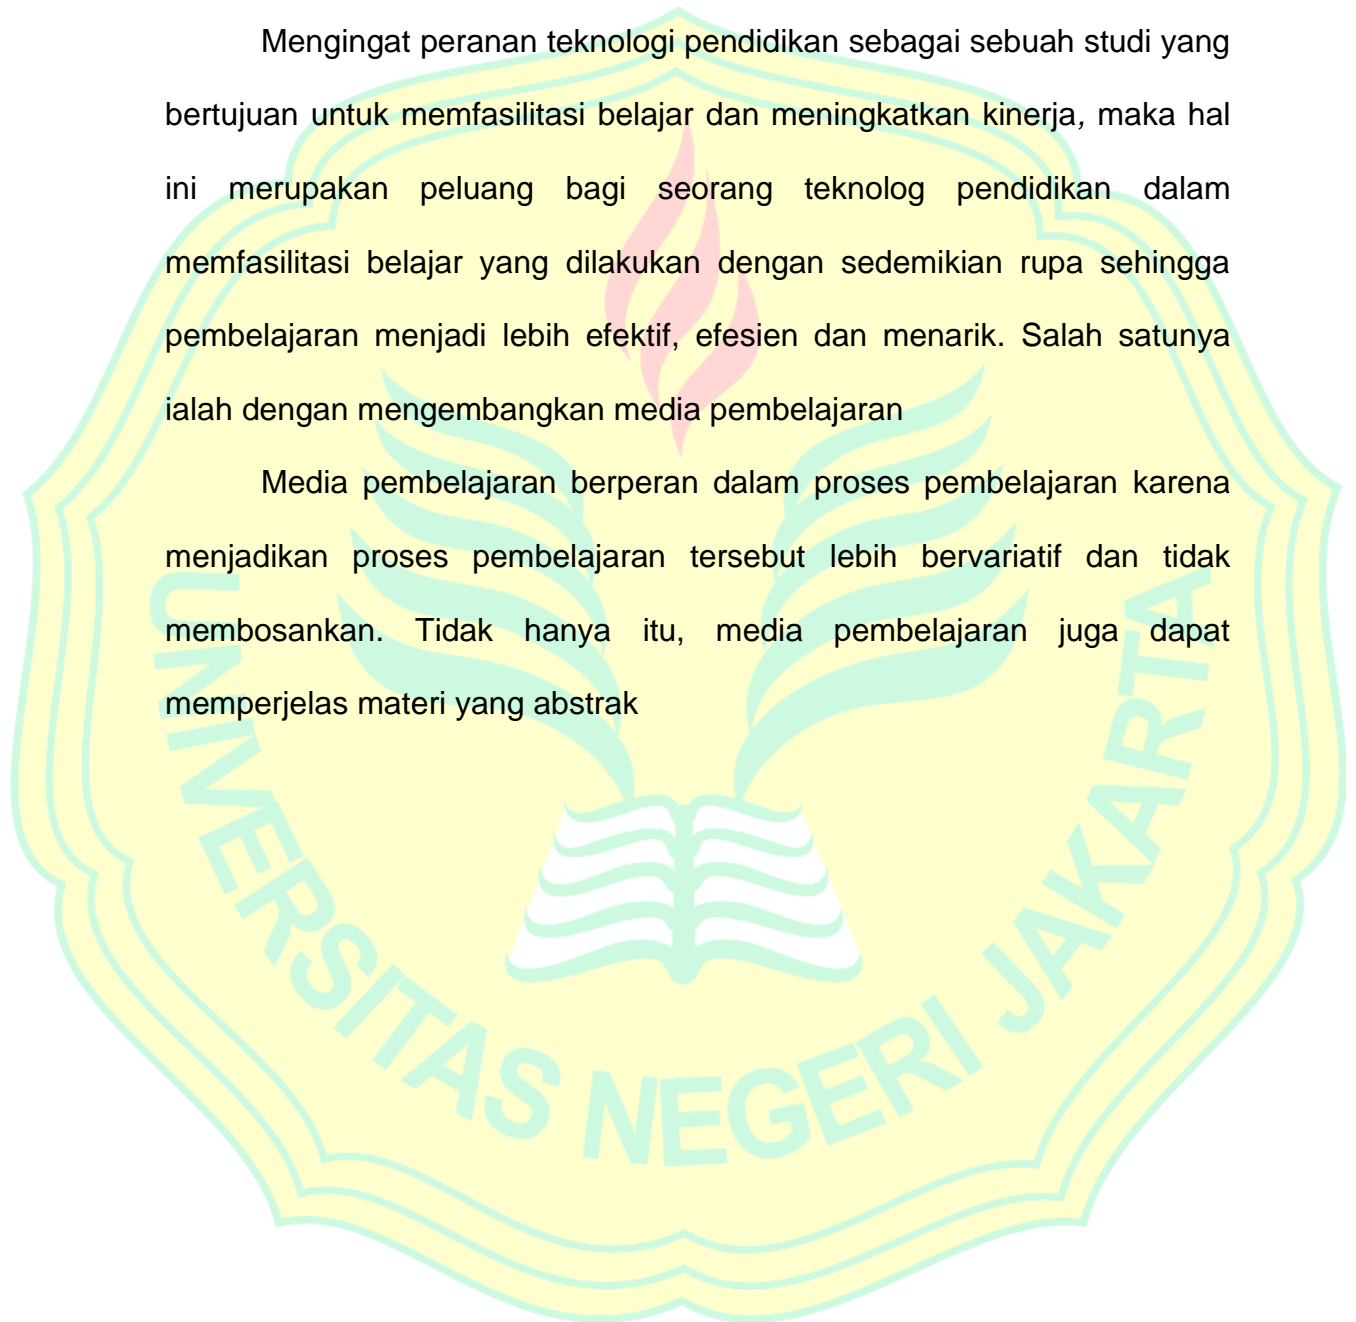 Mengingat peranan teknologi pendidikan sebagai sebuah studi yang
bertujuan untuk memfasilitasi belajar dan meningkatkan kinerja, maka hal
ini merupakan peluang bagi seorang teknolog pendidikan dalam
memfasilitasi belajar yang dilakukan dengan sedemikian rupa sehingga
pembelajaran menjadi lebih efektif, efesien dan menarik. Salah satunya
ialah dengan mengembangkan media pembelajaran
Media pembelajaran berperan dalam proses pembelajaran karena
menjadikan proses pembelajaran tersebut lebih bervariatif dan tidak
membosankan. Tidak hanya itu, media pembelajaran juga dapat
memperjelas materi yang abstrak
UNIVERSITAS NEGERI JAKARTA